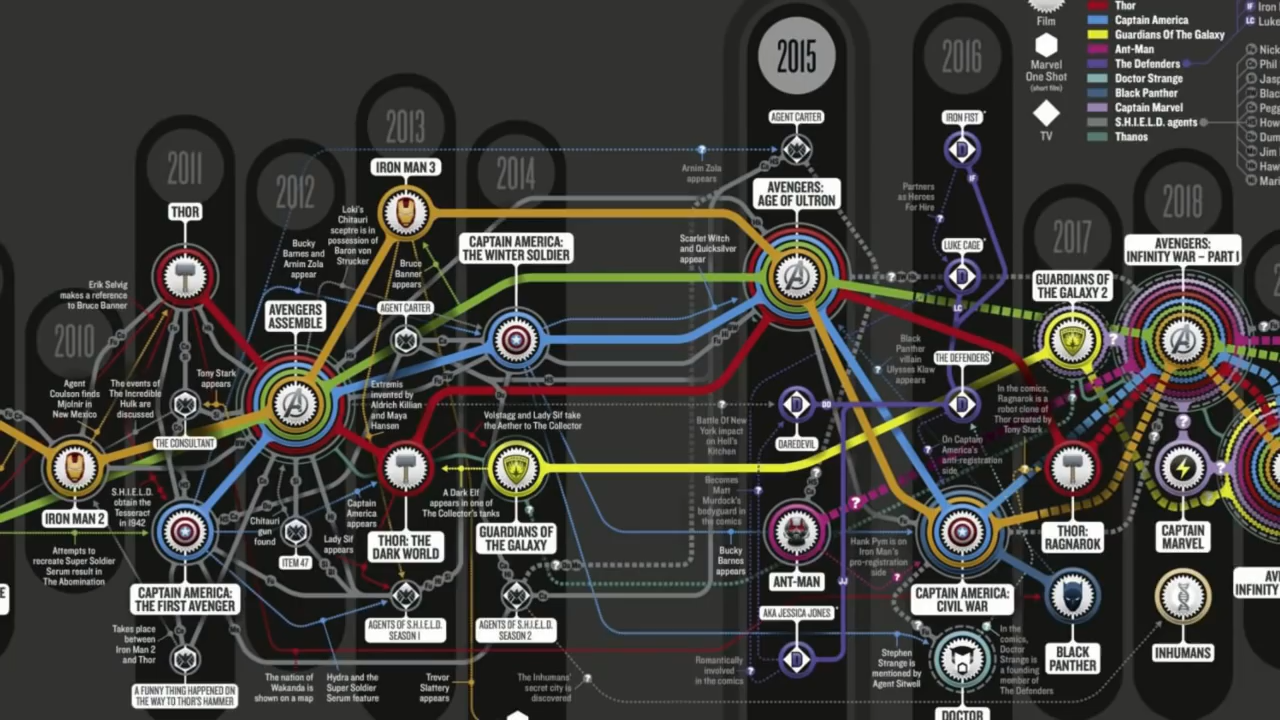 2010
2011
2012
2013
2014
2015
2016
2017
2018
Film
Marvel
One Shot
(short film)
TV
Thor
Captain America
Guardians Of The Galaxy
Ant-Man
The Defenders
Doctor Strange
Black Panther
Captain Marvel
S.H.I.E.L.D. agents
Thanos
THOR
Erik Selvig
makes a reference
to Bruce Banner
Agent
Coulson finds
Mjolnir in
New Mexico
The events of
The Incredible
Hulk are
discussed
Tony Stark
appears
THE CONSULTANT
IRON MAN 2
S.H.I.E.L.D.
obtain the
Tesseract
in 1942
Attempts to
recreate Super Soldier
Serum result in
The Abomination
CAPTAIN AMERICA:
THE FIRST AVENGER
Takes place
between
Iron Man 2
and Thor
A FUNNY THING HAPPENED ON
THE WAY TO THOR'S HAMMER
Bucky
Barnes and
Arnim Zola
appear
AVENGERS
ASSEMBLE
Chitauri
gun
found
ITEM 47
The nation of
Wakanda is
shown on a map
Hydra and the
Super Soldier
Serum feature
IRON MAN 3
Loki's
Chitauri
sceptre is in
possession of
Baron von
Strucker
Bruce
Banner
appears
AGENT CARTER
Extremis
invented by
Aldrich Killian
and Maya
Hansen
Captain
America
appears
Lady Sif
appears
THOR: THE
DARK WORLD
AGENTS OF S.H.I.E.L.D.
SEASON 1
Trevor
Slattery
appears
CAPTAIN AMERICA:
THE WINTER SOLDIER
Volstagg and Lady Sif take
the Aether to The Collector
A Dark Elf
appears in one of
The Collector's tanks
GUARDIANS OF
THE GALAXY
AGENTS OF S.H.I.E.L.D.
SEASON 2
The Inhumans'
secret city is
discovered
AGENT CARTER
Arnim Zola
appears
AVENGERS:
AGE OF ULTRON
Scarlet Witch
and Quicksilver
appear
Battle Of New
York impact
on Hell's
Kitchen
DAREDEVIL
DD
Becomes
Matt
Murdock's
bodyguard in
the comics
Bucky
Barnes
appears
ANT-MAN
JJ
AKA JESSICA JONES*
Romantically
involved
in the comics
IRON FIST*
IF
Partners
as Heroes
For Hire
LUKE CAGE*
LC
THE DEFENDERS*
Black
Panther
villain
Ulysses Klaw
appears
On Captain
America's
anti-registration
side
Hank Pym is on
Iron Man's
pro-registration
side
CAPTAIN AMERICA:
CIVIL WAR
Stephen
Strange is
mentioned by
Agent Sitwell
In the
comics,
Doctor
Strange is
a founding
member of
The Defenders
DOCTOR
GUARDIANS OF
THE GALAXY 2
In the comics,
Ragnarok is a
robot clone of
Thor created by
Tony Stark
THOR:
RAGNAROK
BLACK
PANTHER
AVENGERS:
INFINITY WAR – PART I
CAPTAIN
MARVEL
INHUMANS